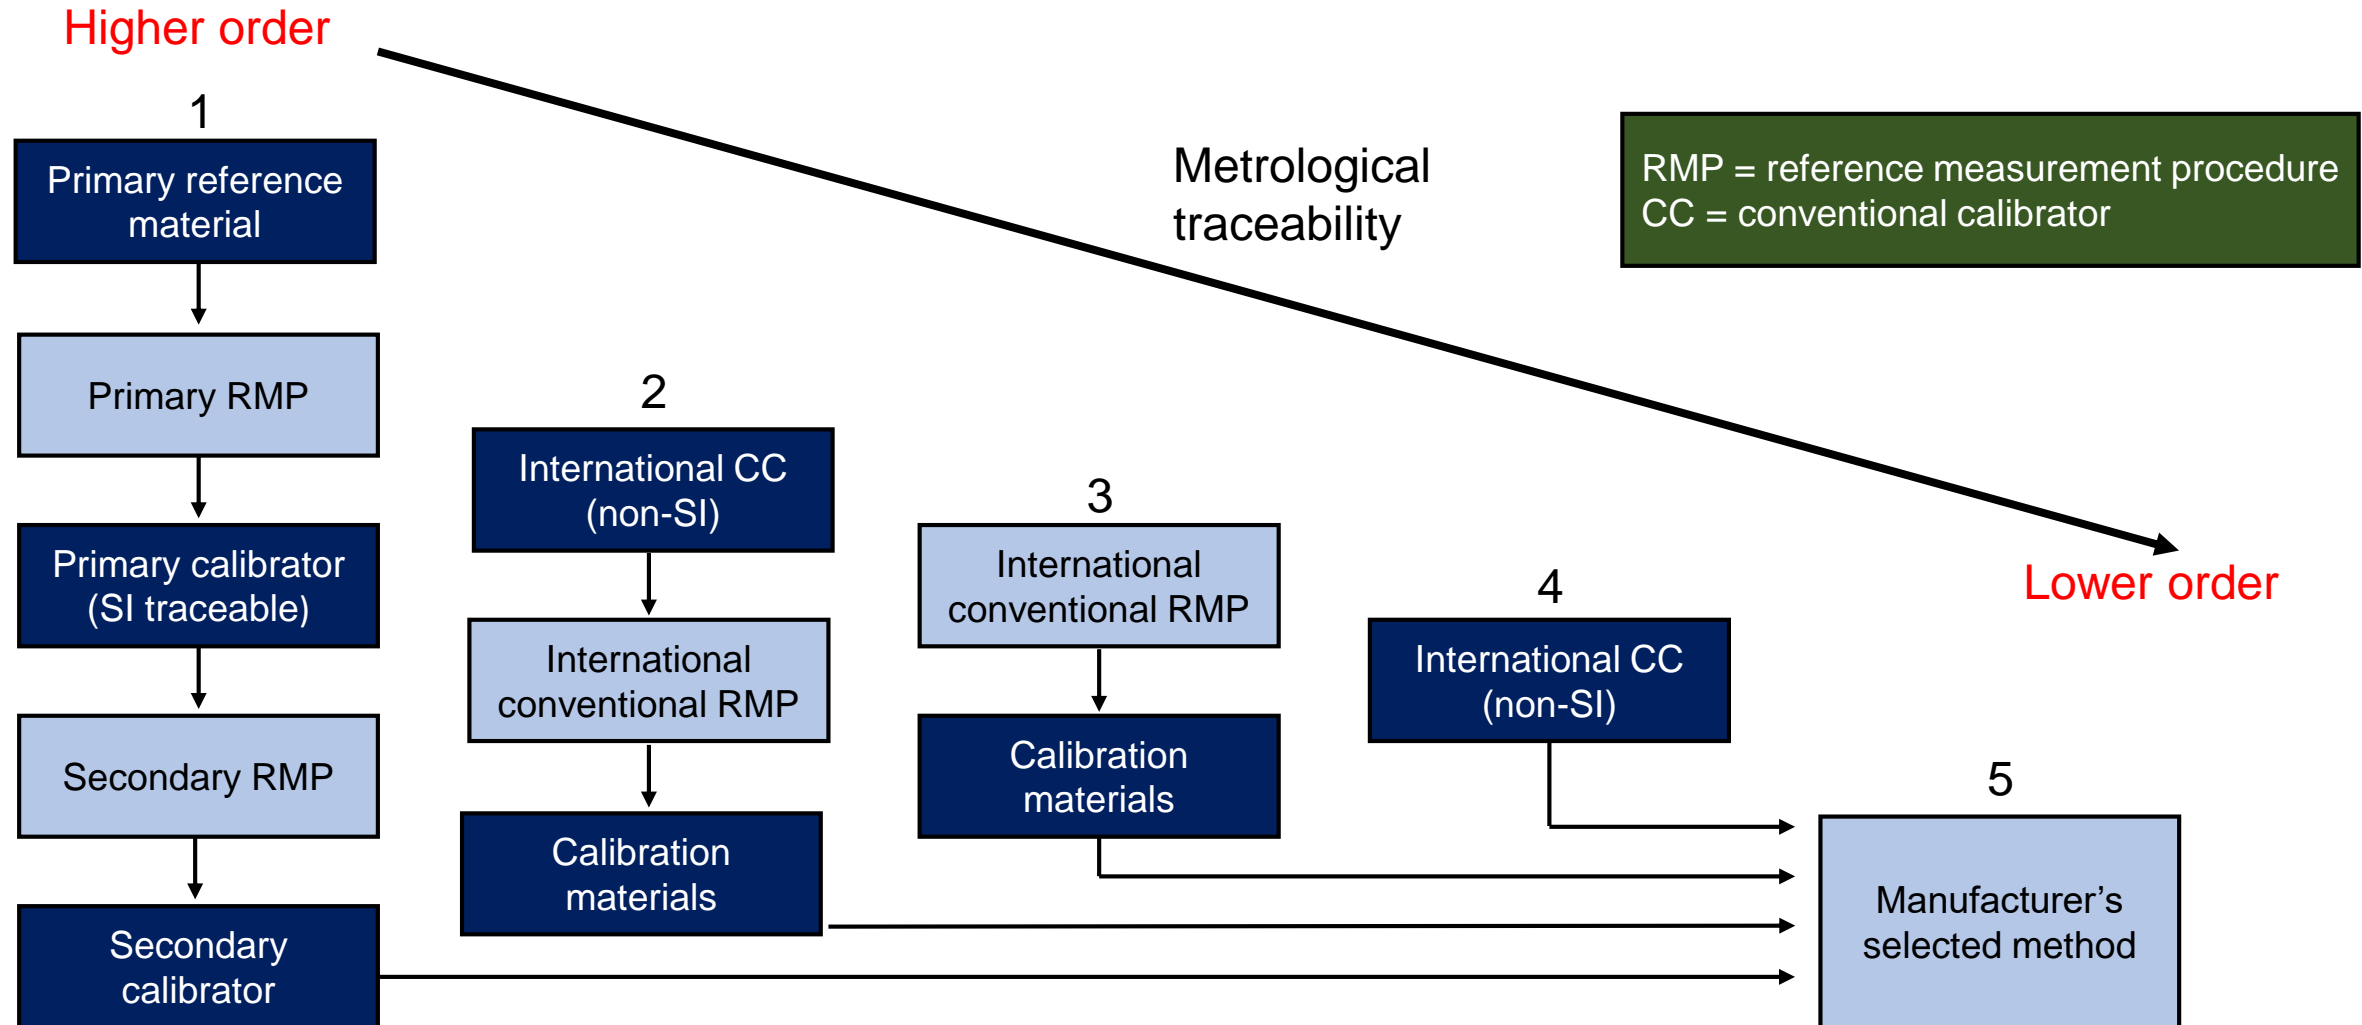 Higher order
1
Primary reference
material
Primary RMP
Primary calibrator
(SI traceable)
Secondary RMP
Secondary
calibrator
2
International CC
(non-SI)
International
conventional RMP
Calibration
materials
3
International
conventional RMP
Calibration
materials
4
International CC
(non-SI)
5
Manufacturer’s
selected method
Metrological
traceability
RMP = reference measurement procedure
CC = conventional calibrator
Lower order